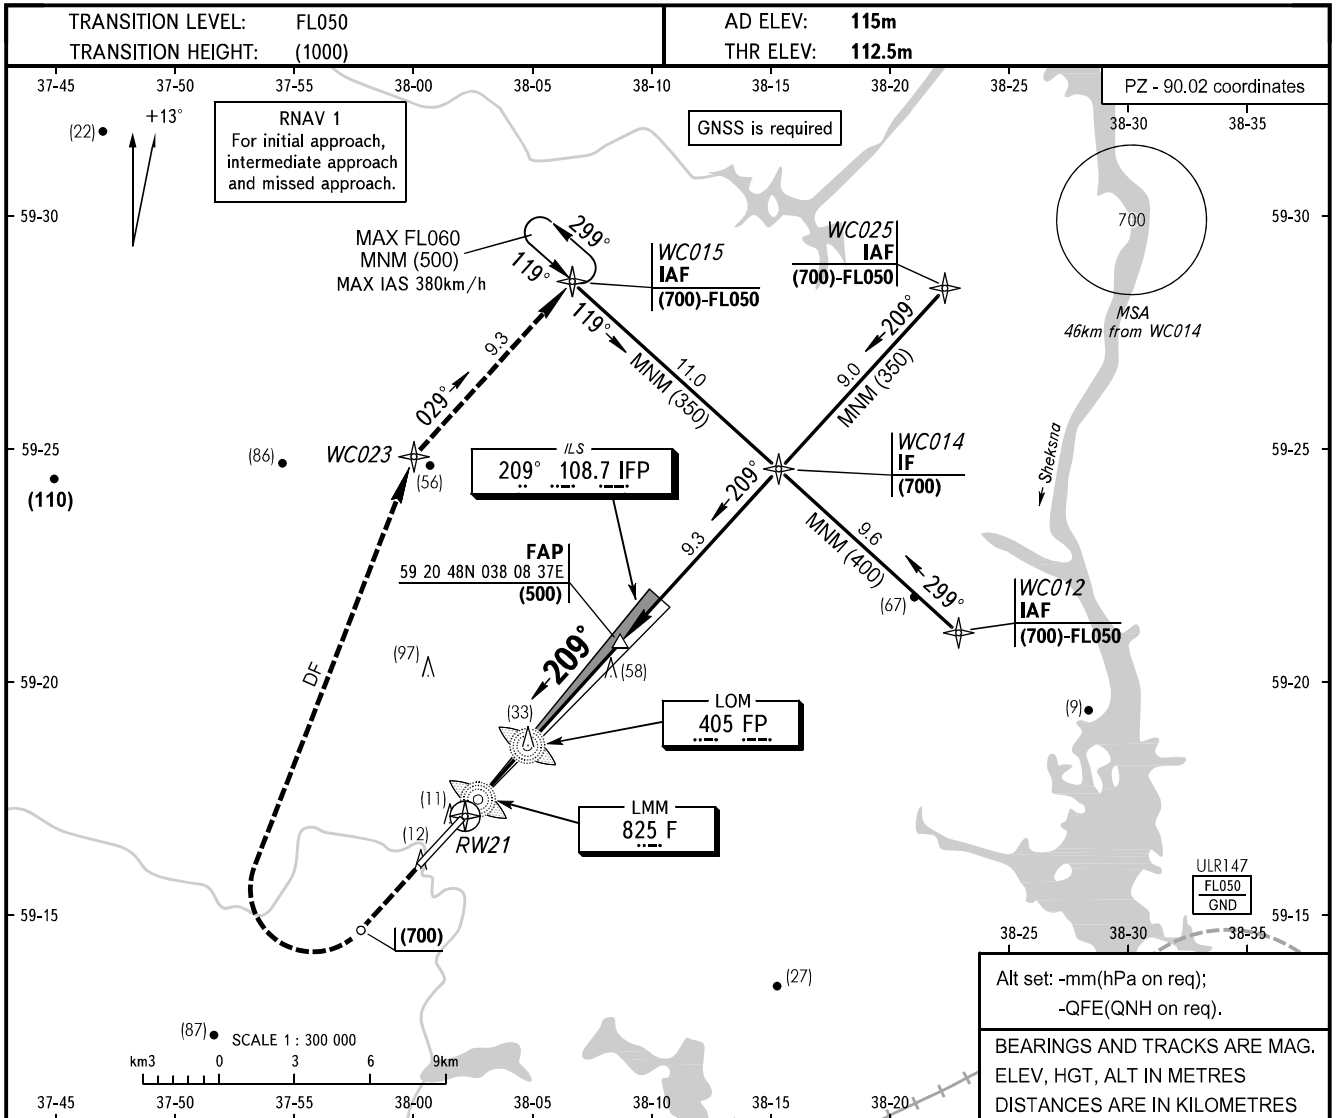 TRANSITION LEVEL: FL050
TRANSITION HEIGHT: (1000)
AD ELEV: 115m
THR ELEV: 112.5m
37-45 37-50 37-55 38-00 38-05 38-10 38-15 38-20 38-25
PZ - 90.02 coordinates
38-30 38-35
+13°
(22)
RNAV 1
For initial approach,
intermediate approach
and missed approach.
GNSS is required
59-30
59-30
700
MSA
46km from WC014
MAX FL060
MNM (500)
MAX IAS 380km/h
299°
119°
WC015
IAF
(700)-FL050
WC025
IAF
(700)-FL050
119°
11.0
MNM (350)
209°
9.0
MNM (350)
9.3
029°
59-25
59-25
WC023
(86)
(56)
(110)
ILS
209° 108.7 IFP
WC014
IF
(700)
Sheksna
209°
9.3
9.6
MNM (400)
299°
(67)
WC012
IAF
(700)-FL050
FAP
59 20 48N 038 08 37E
(500)
209°
(97)
(58)
DF
59-20
59-20
(33)
LOM
405 FP
(9)
(11)
LMM
825 F
(12)
RW21
ULR147
FL050
GND
59-15
59-15
(700)
38-25 38-30 38-35
(27)
(87)
SCALE 1 : 300 000
km3 0 3 6 9km
Alt set: -mm(hPa on req);
-QFE(QNH on req).
BEARINGS AND TRACKS ARE MAG.
ELEV, HGT, ALT IN METRES
DISTANCES ARE IN KILOMETRES
37-45 37-50 37-55 38-00 38-05 38-10 38-15 38-20